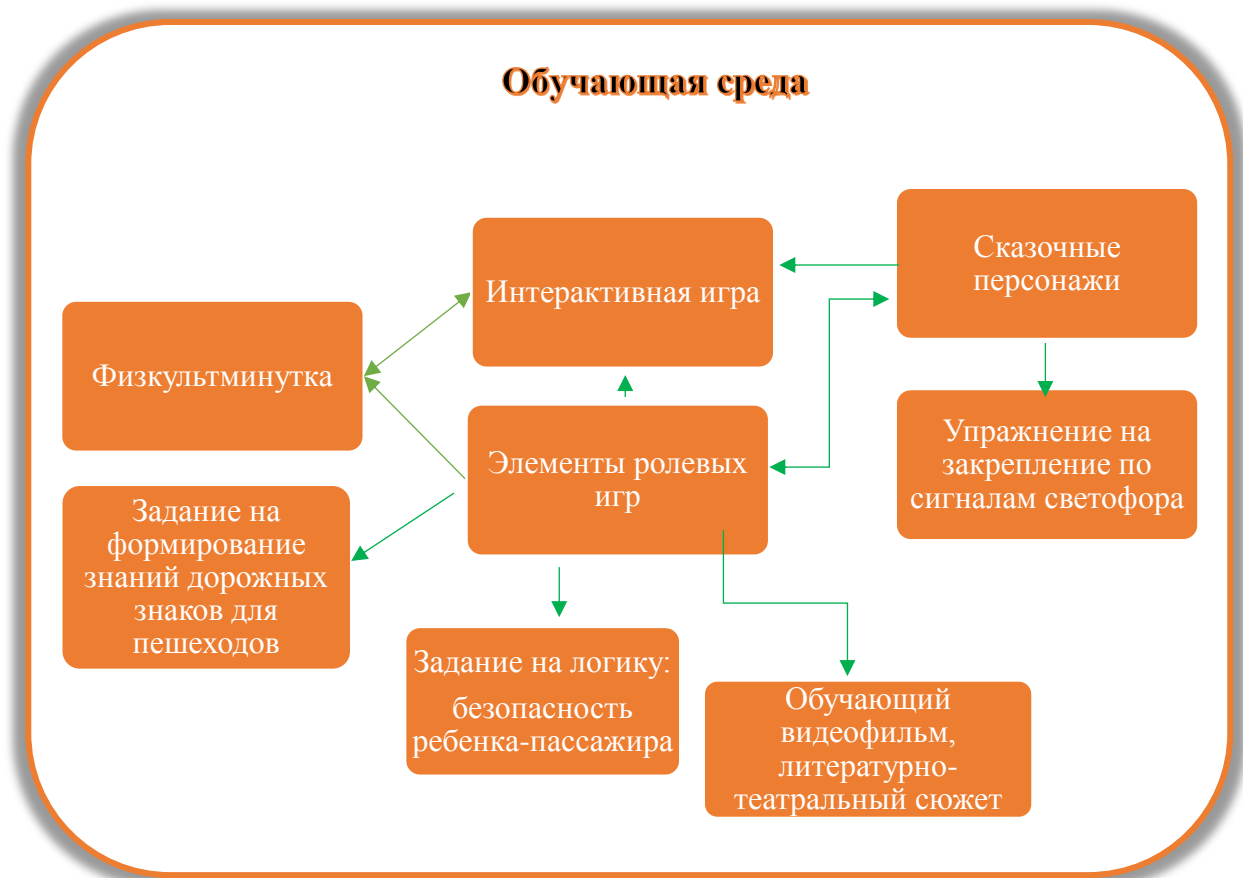 Обучающая среда
Сказочные
персонажи
Интерактивная игра
Физкультминутка
Элементы ролевых
игр
Упражнение на
закрепление по
сигналам светофора
Задание на
формирование
знаний дорожных
знаков для
пешеходов
Задание на логику:
безопасность
ребенка-пассажира
Обучающий
видеофильм,
литературно-
театральный сюжет